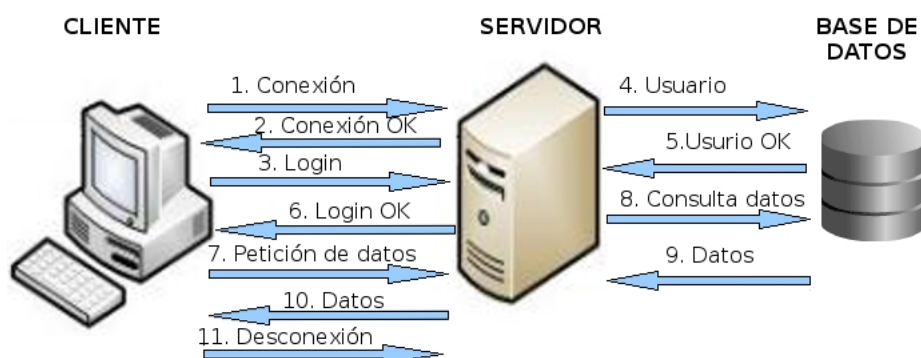 CLIENTE
SERVIDOR
BASE DE
DATOS
1. Conexión
2. Conexión OK
3. Login
4. Usuario
5.Usurio OK
6. Login OK
7. Petición de datos
8. Consulta datos
9. Datos
10. Datos
11. Desconexión